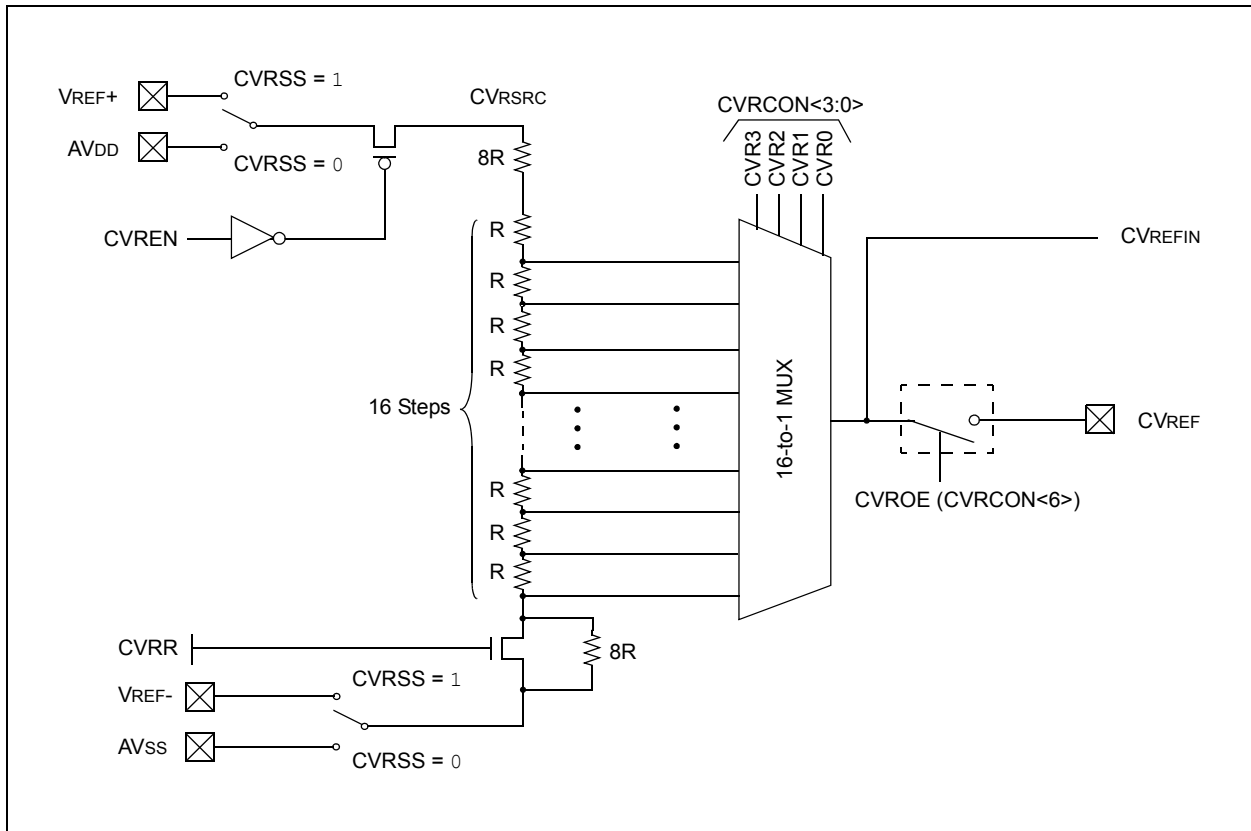 VREF+
CVRSS = 1
AVDD
CVRSS = 0
CVREN
CVRSRC
8R
R
R
R
R
16 Steps
R
R
R
CVRCON<3:0>
CVR3
CVR2
CVR1
CVR0
16-to-1 MUX
CVREFIN
CVREF
CVROE (CVRCON<6>)
CVRR
8R
VREF-
CVRSS = 1
AVSS
CVRSS = 0